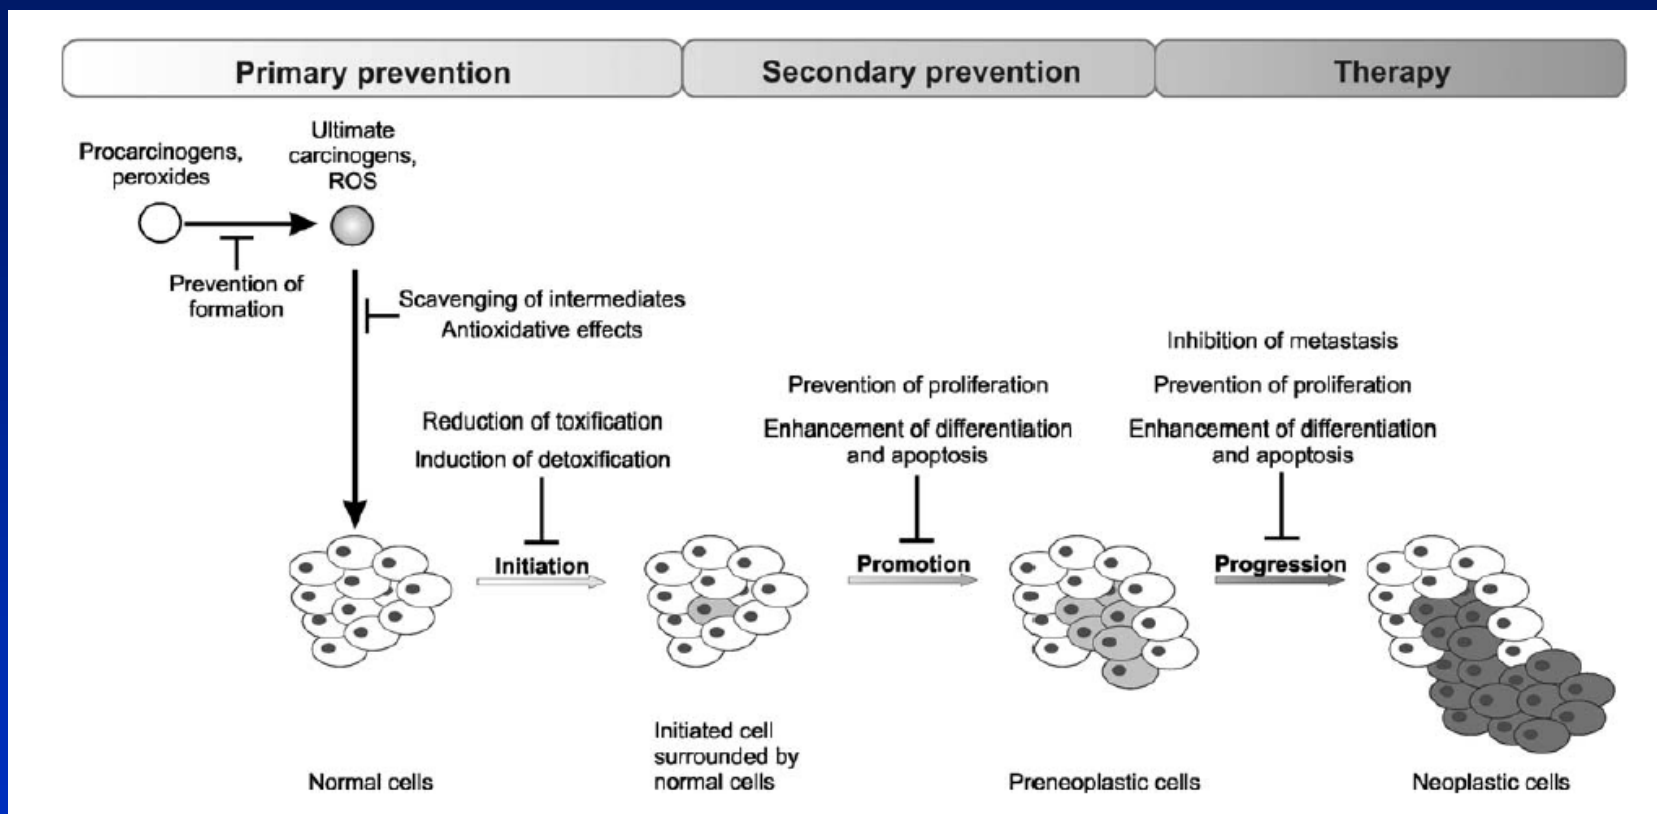 Primary prevention
Secondary prevention
Therapy
Procarcinogens,
peroxides
Ultimate
carcinogens,
ROS
Prevention of
formation
Scavenging of intermediates
Antioxidative effects
Reduction of toxification
Induction of detoxification
Prevention of proliferation
Enhancement of differentiation
and apoptosis
Inhibition of metastasis
Prevention of proliferation
Enhancement of differentiation
and apoptosis
Initiation
Promotion
Progression
Normal cells
Initiated cell
surrounded by
normal cells
Preneoplastic cells
Neoplastic cells